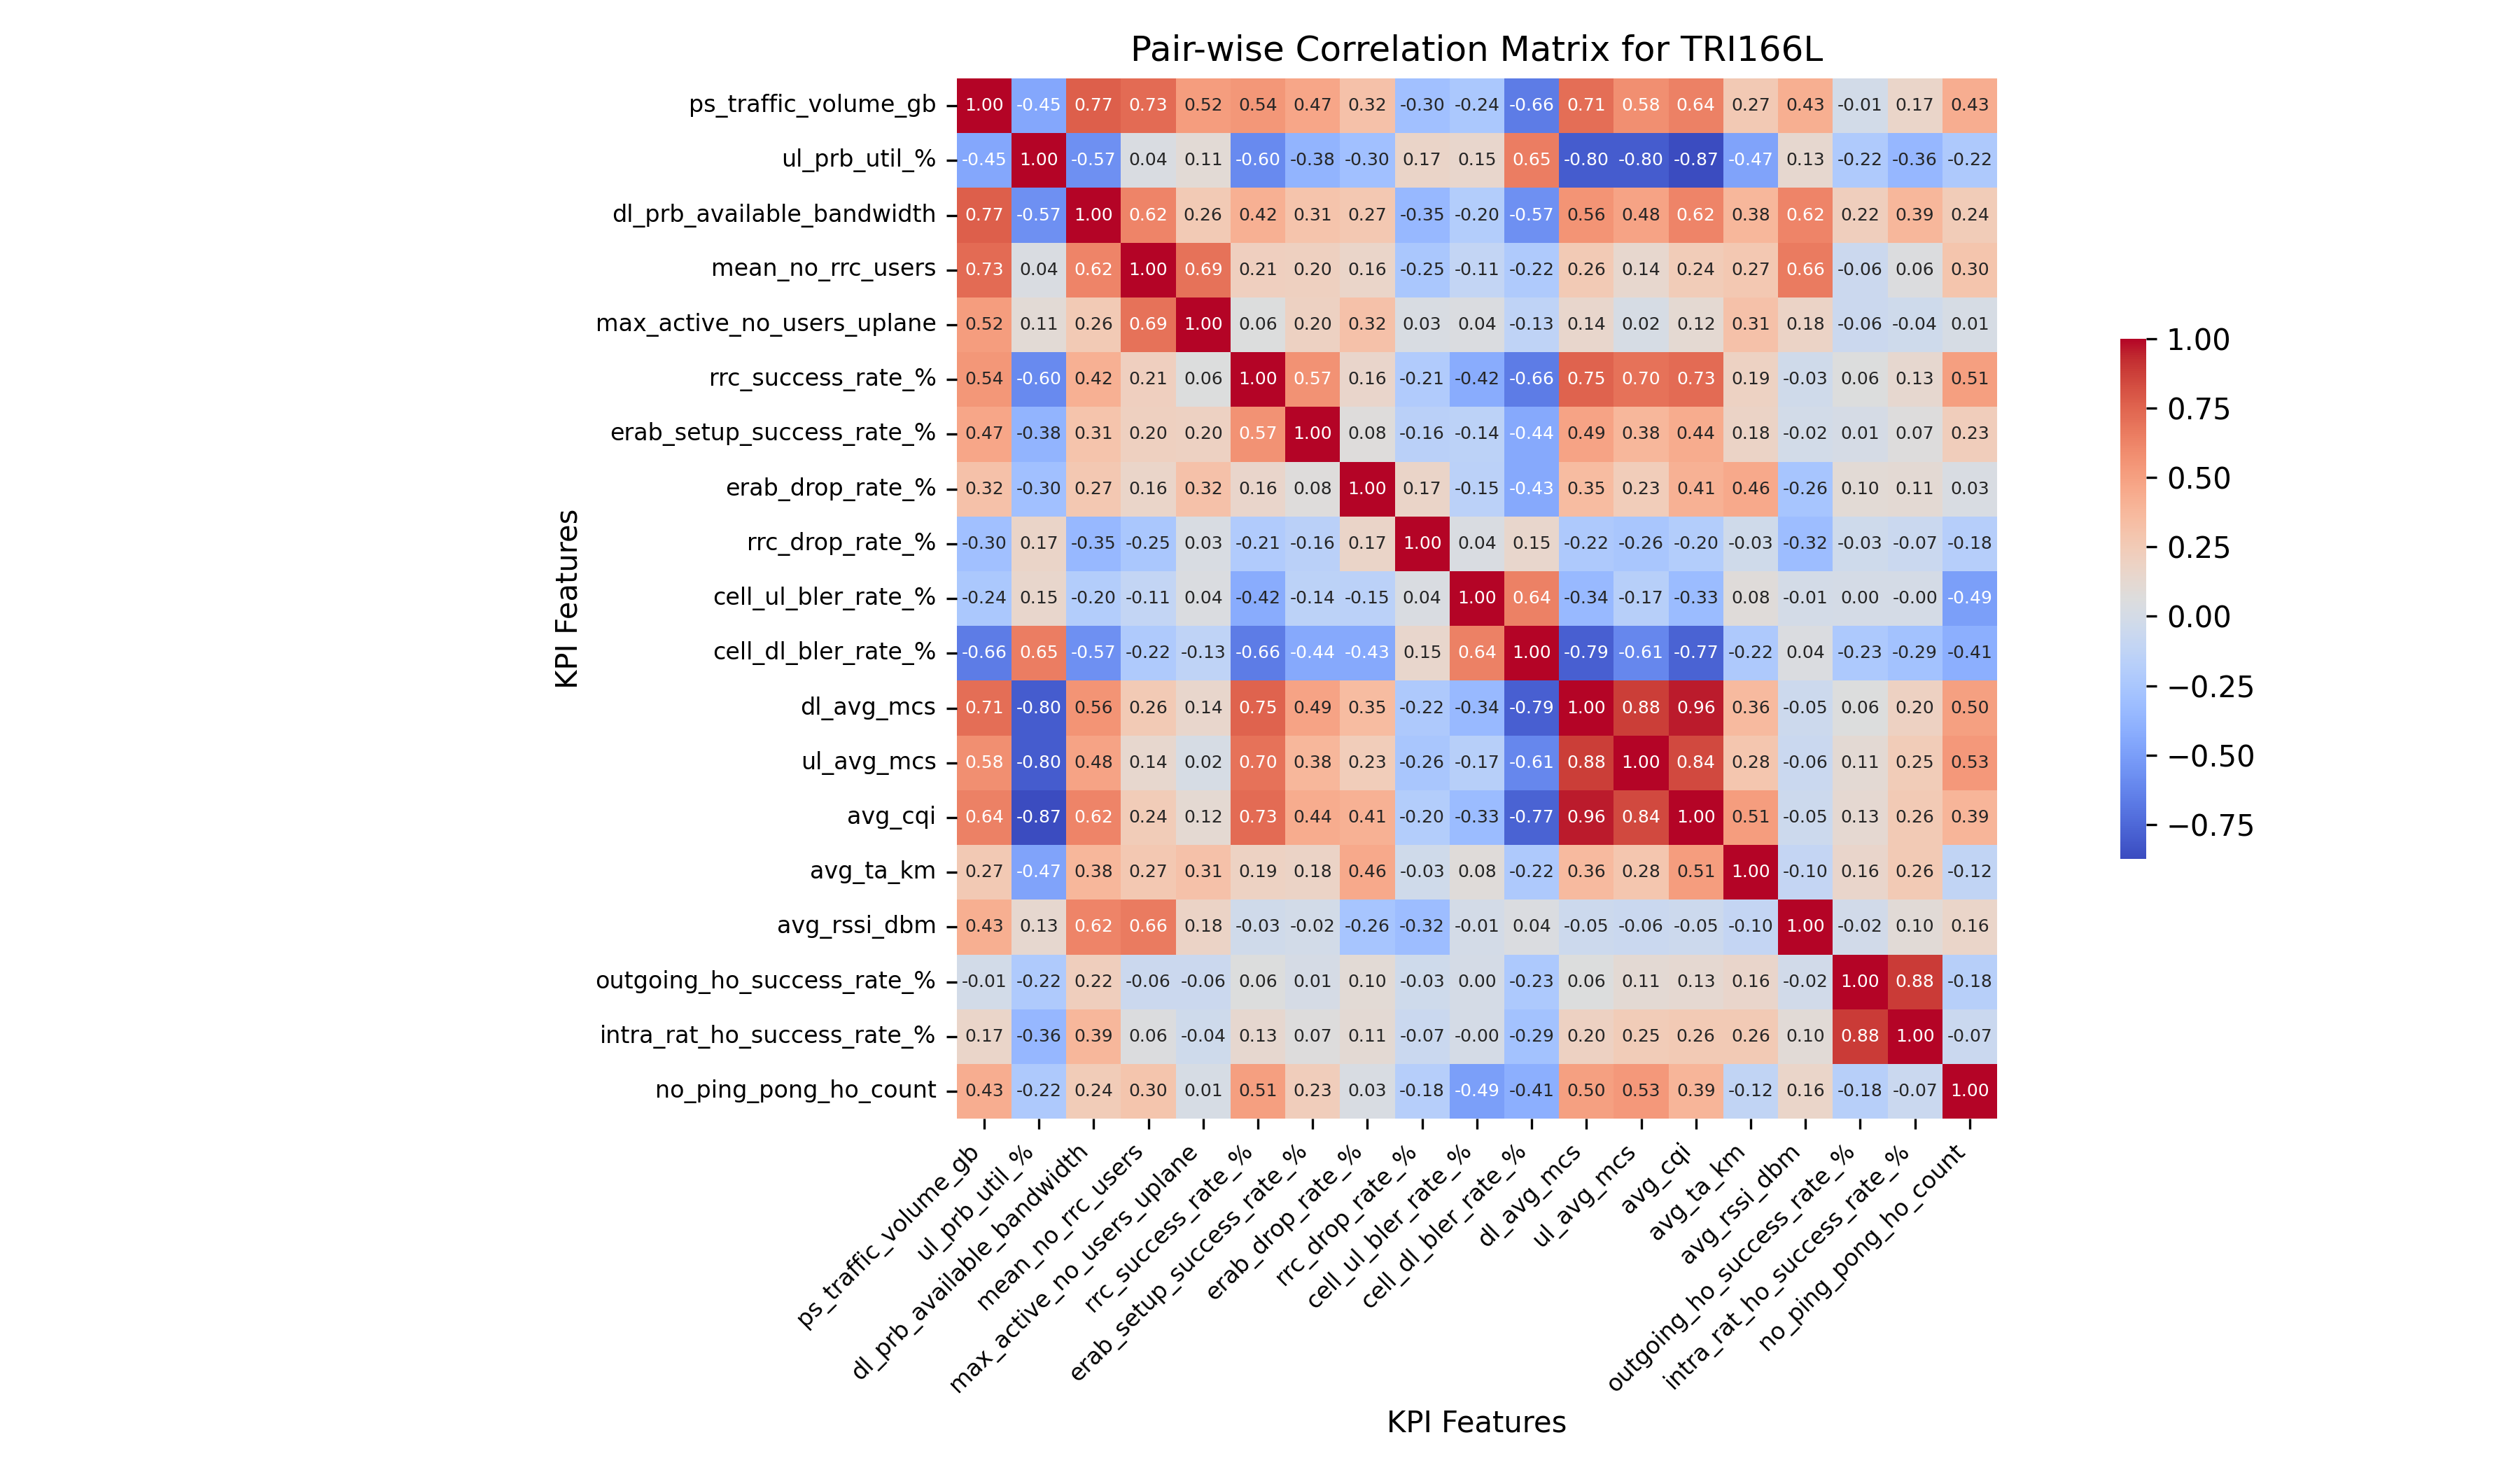 Pair-wise Correlation Matrix for TRI166L
ps_traffic_volume_gb 1.00 -0.45 0.77 0.73 0.52 0.54 0.47 0.32 -0.30 -0.24 -0.66 0.71 0.58 0.64 0.27 0.43 -0.01 0.17 0.43
ul_prb_util_% -0.45 1.00 -0.57 0.04 0.11 -0.60 -0.38 -0.30 0.17 0.15 0.65 -0.80 -0.80 -0.87 -0.47 0.13 -0.22 -0.36 -0.22
dl_prb_available_bandwidth 0.77 -0.57 1.00 0.62 0.26 0.42 0.31 0.27 -0.35 -0.20 -0.57 0.56 0.48 0.62 0.38 0.62 0.22 0.39 0.24
mean_no_rrc_users 0.73 0.04 0.62 1.00 0.69 0.21 0.20 0.16 -0.25 -0.11 -0.22 0.26 0.14 0.24 0.27 0.66 -0.06 0.06 0.30
max_active_no_users_uplane 0.52 0.11 0.26 0.69 1.00 0.06 0.20 0.32 0.03 0.04 -0.13 0.14 0.02 0.12 0.31 0.18 -0.06 -0.04 0.01
rrc_success_rate_% 0.54 -0.60 0.42 0.21 0.06 1.00 0.57 0.16 -0.21 -0.42 -0.66 0.75 0.70 0.73 0.19 -0.03 0.06 0.13 0.51
erab_setup_success_rate_% 0.47 -0.38 0.31 0.20 0.20 0.57 1.00 0.08 -0.16 -0.14 -0.44 0.49 0.38 0.44 0.18 -0.02 0.01 0.07 0.23
erab_drop_rate_% 0.32 -0.30 0.27 0.16 0.32 0.16 0.08 1.00 0.17 -0.15 -0.43 0.35 0.23 0.41 0.46 -0.26 0.10 0.11 0.03
rrc_drop_rate_% -0.30 0.17 -0.35 -0.25 0.03 -0.21 -0.16 0.17 1.00 0.04 0.15 -0.22 -0.26 -0.20 -0.03 -0.32 -0.03 -0.07 -0.18
cell_ul_bler_rate_% -0.24 0.15 -0.20 -0.11 0.04 -0.42 -0.14 -0.15 0.04 1.00 0.64 -0.34 -0.17 -0.33 0.08 -0.01 0.00 -0.00 -0.49
cell_dl_bler_rate_% -0.66 0.65 -0.57 -0.22 -0.13 -0.66 -0.44 -0.43 0.15 0.64 1.00 -0.79 -0.61 -0.77 -0.22 0.04 -0.23 -0.29 -0.41
dl_avg_mcs 0.71 -0.80 0.56 0.26 0.14 0.75 0.49 0.35 -0.22 -0.34 -0.79 1.00 0.88 0.96 0.36 -0.05 0.06 0.20 0.50
ul_avg_mcs 0.58 -0.80 0.48 0.14 0.02 0.70 0.38 0.23 -0.26 -0.17 -0.61 0.88 1.00 0.84 0.28 -0.06 0.11 0.25 0.53
avg_cqi 0.64 -0.87 0.62 0.24 0.12 0.73 0.44 0.41 -0.20 -0.33 -0.77 0.96 0.84 1.00 0.51 -0.05 0.13 0.26 0.39
avg_ta_km 0.27 -0.47 0.38 0.27 0.31 0.19 0.18 0.46 -0.03 0.08 -0.22 0.36 0.28 0.51 1.00 -0.10 0.16 0.26 -0.12
avg_rssi_dbm 0.43 0.13 0.62 0.66 0.18 -0.03 -0.02 -0.26 -0.32 -0.01 0.04 -0.05 -0.06 -0.05 -0.10 1.00 -0.02 0.10 0.16
outgoing_ho_success_rate_% -0.01 -0.22 0.22 -0.06 -0.06 0.06 0.01 0.10 -0.03 0.00 -0.23 0.06 0.11 0.13 0.16 -0.02 1.00 0.88 -0.18
intra_rat_ho_success_rate_% 0.17 -0.36 0.39 0.06 -0.04 0.13 0.07 0.11 -0.07 -0.00 -0.29 0.20 0.25 0.26 0.26 0.10 0.88 1.00 -0.07
no_ping_pong_ho_count 0.43 -0.22 0.24 0.30 0.01 0.51 0.23 0.03 -0.18 -0.49 -0.41 0.50 0.53 0.39 -0.12 0.16 -0.18 -0.07 1.00
KPI Features
ps_traffic_volume_gb
ul_prb_util_%
dl_prb_available_bandwidth
mean_no_rrc_users
max_active_no_users_uplane
rrc_success_rate_%
erab_setup_success_rate_%
erab_drop_rate_%
rrc_drop_rate_%
cell_ul_bler_rate_%
cell_dl_bler_rate_%
dl_avg_mcs
ul_avg_mcs
avg_cqi
avg_ta_km
avg_rssi_dbm
outgoing_ho_success_rate_%
intra_rat_ho_success_rate_%
no_ping_pong_ho_count
KPI Features
1.00
0.75
0.50
0.25
0.00
−0.25
−0.50
−0.75